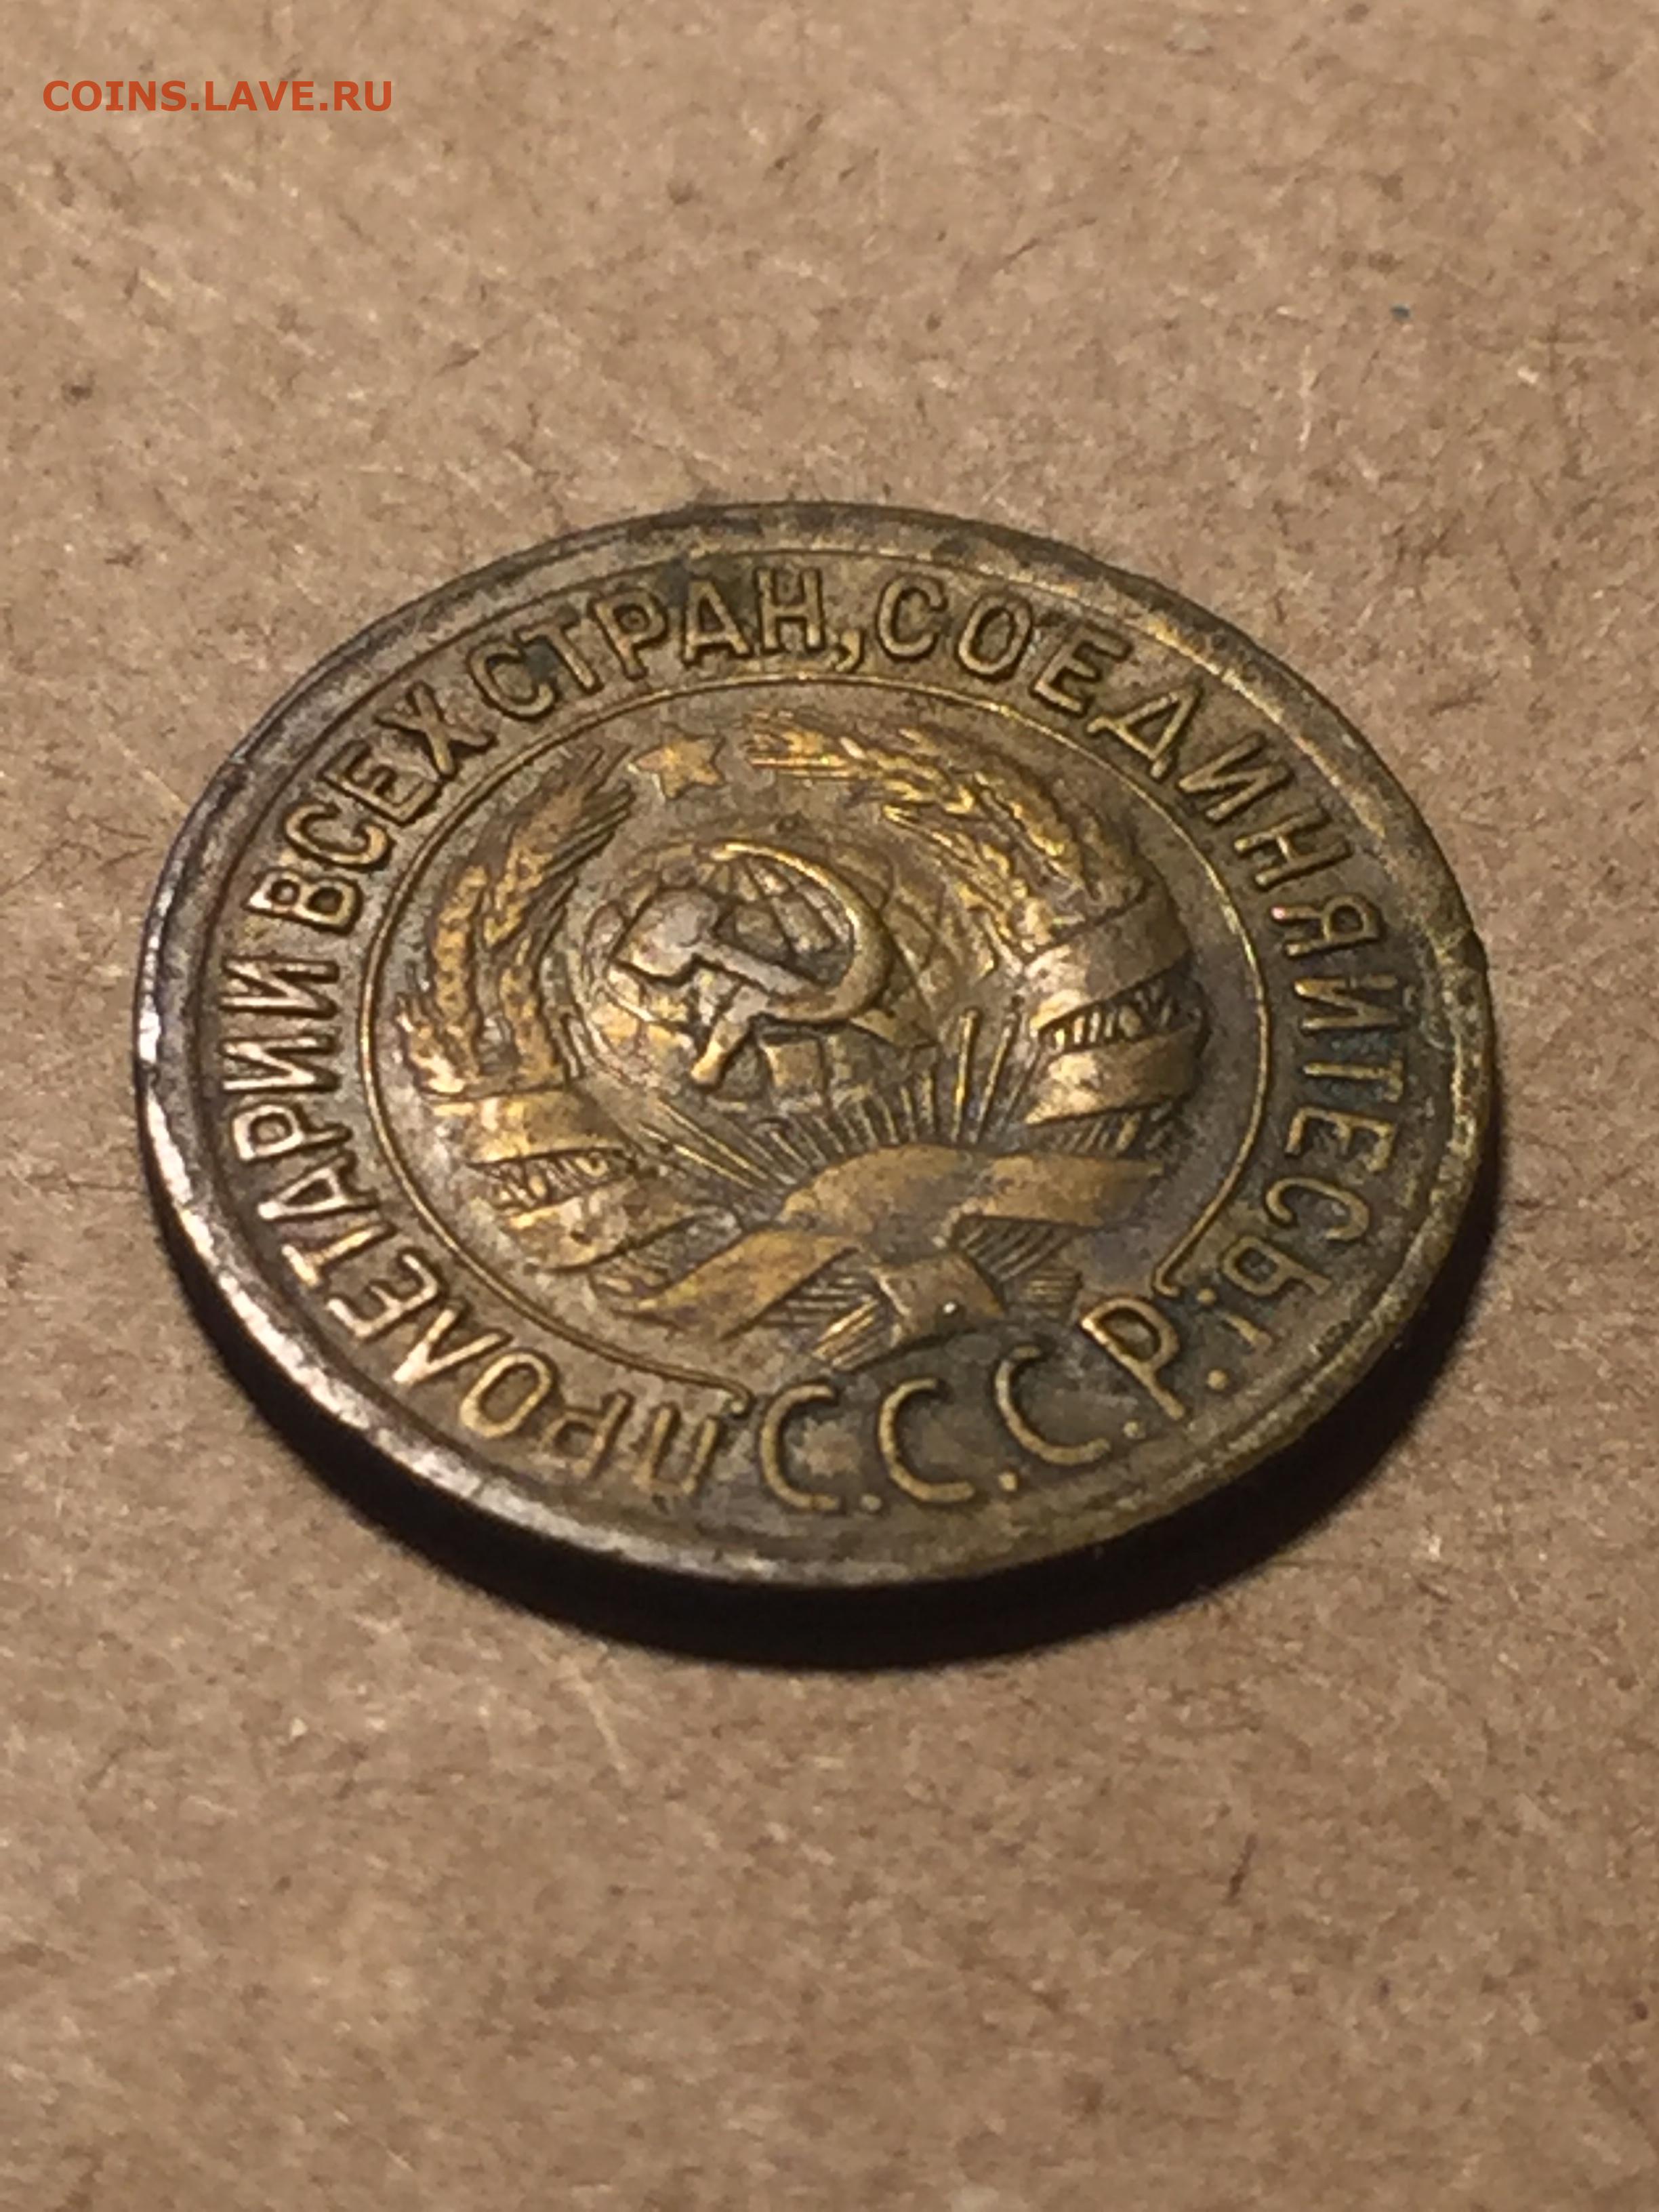 COINS.LAVE.RU
ПРОЛЕТАРИИ ВСЕХ СТРАН, СОЕДИНЯЙТЕСЬ!
С.С.С.Р.